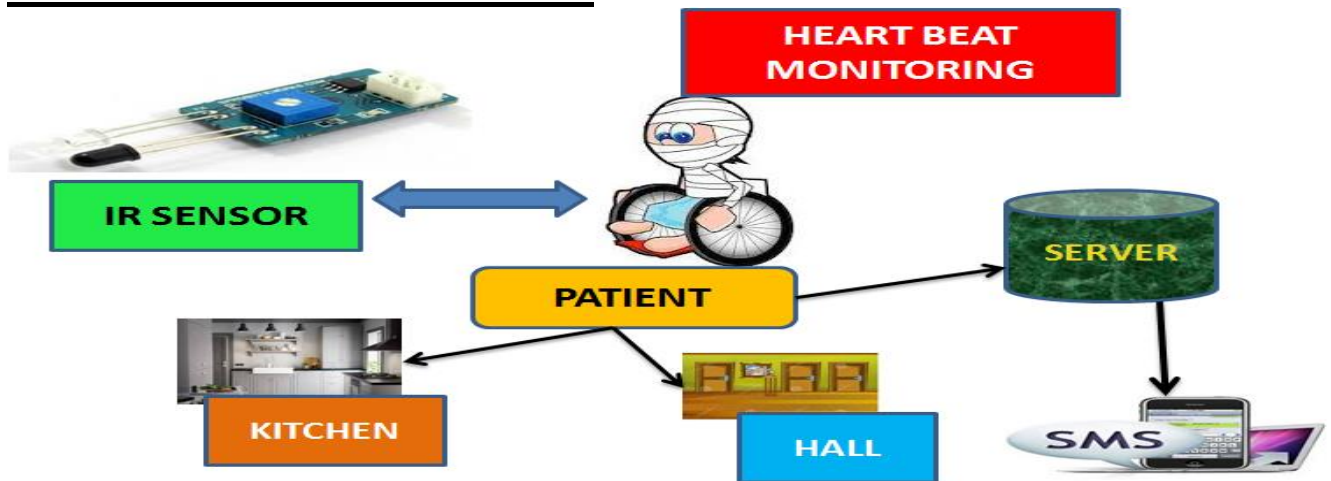 HEART BEAT
MONITORING
IR SENSOR
SERVER
PATIENT
KITCHEN
HALL
SMS